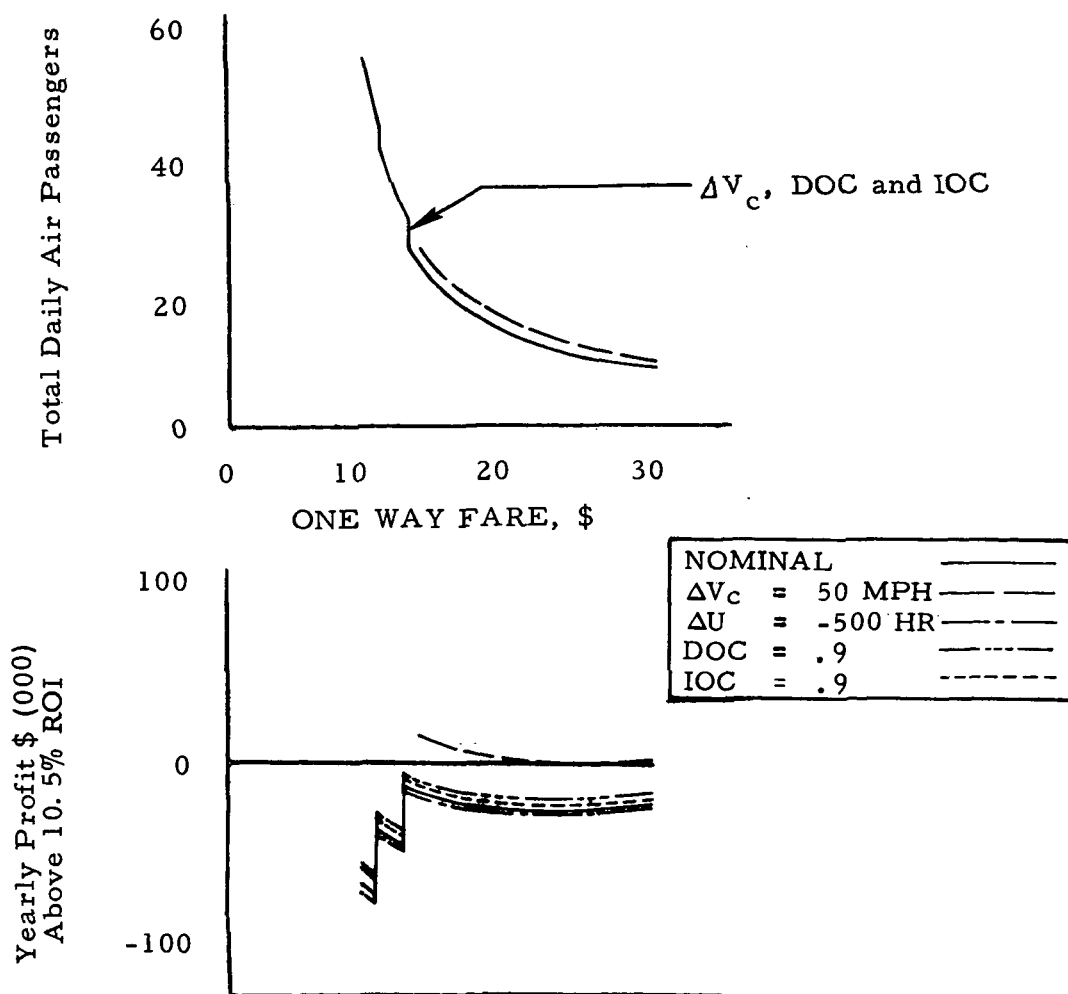 Total Daily Air Passengers
60
40
20
0
ΔVc, DOC and IOC
0 10 20 30
ONE WAY FARE, $
NOMINAL
ΔVc = 50 MPH
ΔU = -500 HR
DOC = .9
IOC = .9
Yearly Profit $ (000)
Above 10.5% ROI
100
0
-100